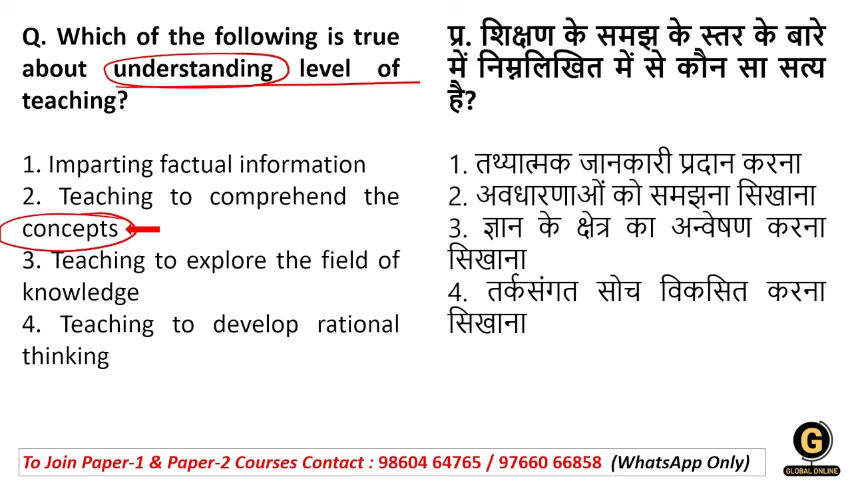 Q. Which of the following is true
about understanding level of
teaching?
1. Imparting factual information
2. Teaching to comprehend the
concepts
3. Teaching to explore the field of
knowledge
4. Teaching to develop rational
thinking
प्र. शिक्षण के समझ के स्तर के बारे
में निम्नलिखित में से कौन सा सत्य
है?
1. तथ्यात्मक जानकारी प्रदान करना
2. अवधारणाओं को समझना सिखाना
3. ज्ञान के क्षेत्र का अन्वेषण करना
सिखाना
4. तर्कसंगत सोच विकसित करना
सिखाना
To Join Paper-1 & Paper-2 Courses Contact : 98604 64765 / 97660 66858 (WhatsApp Only)
G
GLOBAL ONLINE